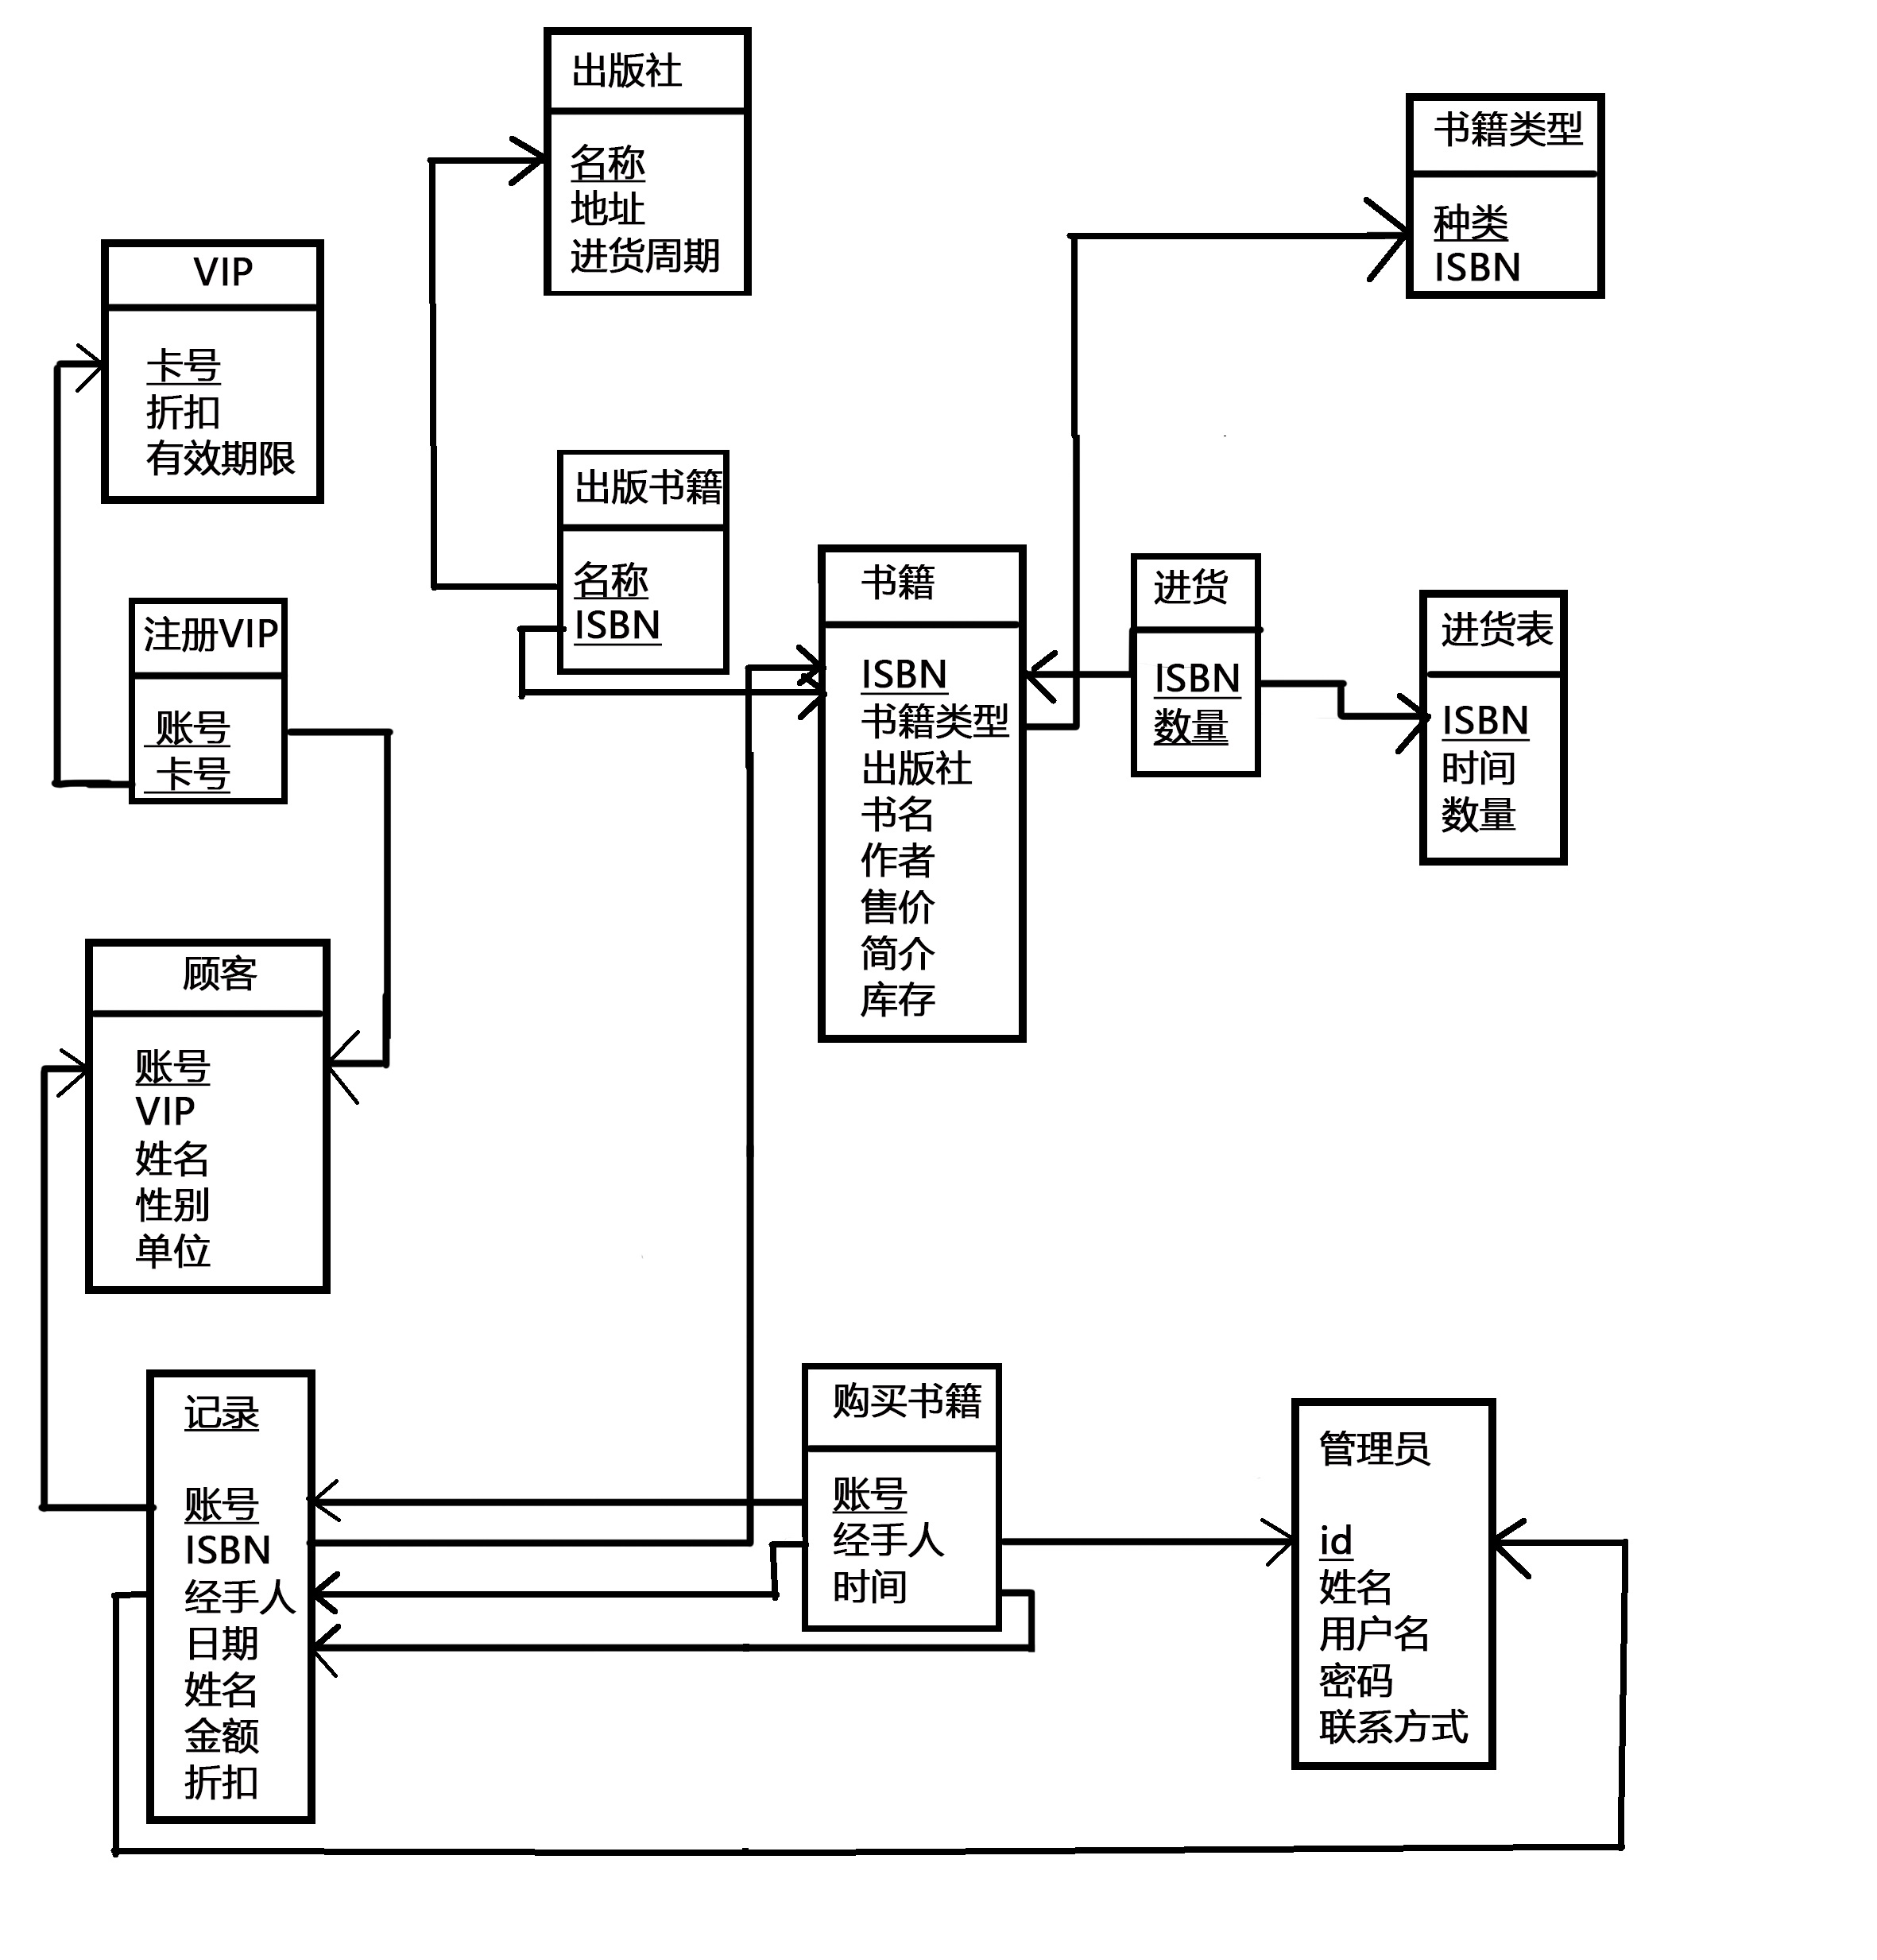 出版社
名称
地址
进货周期
书籍类型
种类
ISBN
VIP
卡号
折扣
有效期限
出版书籍
名称
ISBN
书籍
ISBN
书籍类型
出版社
书名
作者
售价
简介
库存
进货
ISBN
数量
进货表
ISBN
时间
数量
注册VIP
账号
卡号
顾客
账号
VIP
姓名
性别
单位
记录
账号
ISBN
经手人
日期
姓名
金额
折扣
购买书籍
账号
经手人
时间
管理员
id
姓名
用户名
密码
联系方式